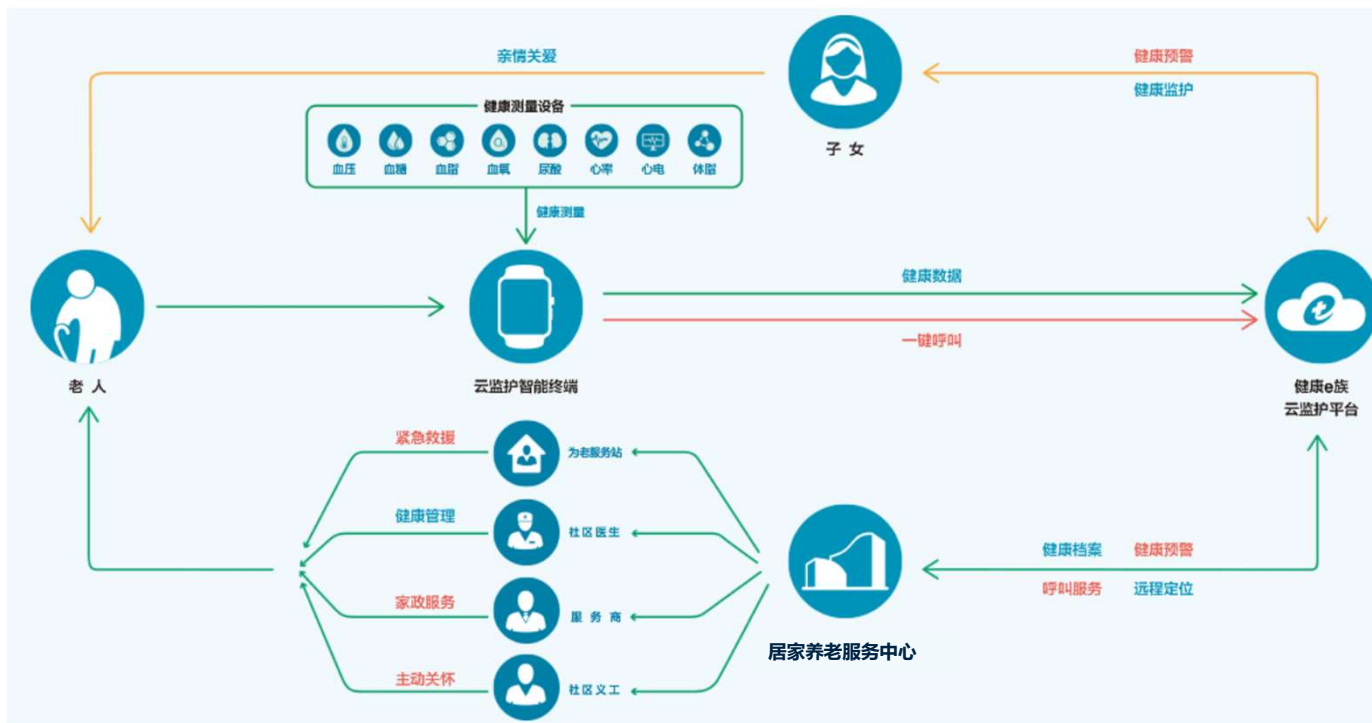 亲情关爱
健康预警
健康监护
子 女
健康测量设备
血压 血糖 血脂 血氧 尿酸 心率 心电 体脂
健康测量
健康数据
一键呼叫
老 人
云监护智能终端
健康e族
云监护平台
紧急救援
为老服务站
健康管理
社区医生
家政服务
服 务 商
主动关怀
社区义工
居家养老服务中心
健康档案 健康预警
呼叫服务 远程定位